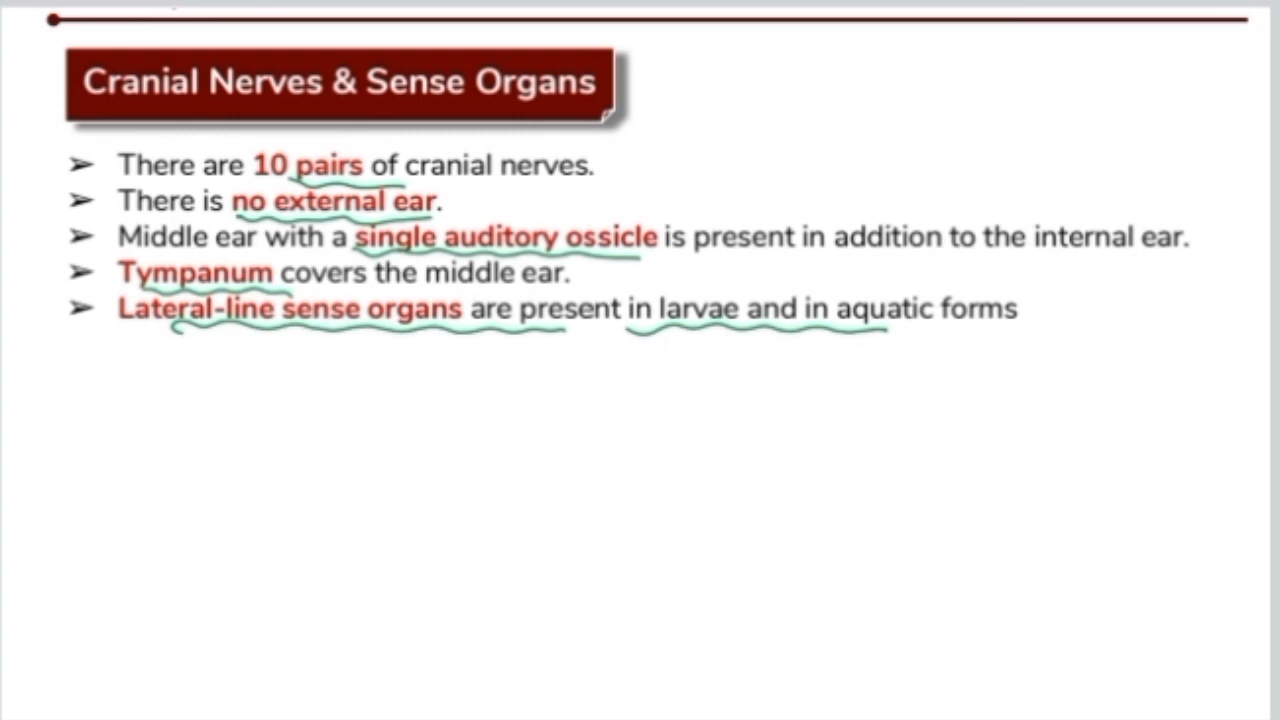 Cranial Nerves & Sense Organs
➢ There are 10 pairs of cranial nerves.
➢ There is no external ear.
➢ Middle ear with a single auditory ossicle is present in addition to the internal ear.
➢ Tympanum covers the middle ear.
➢ Lateral-line sense organs are present in larvae and in aquatic forms